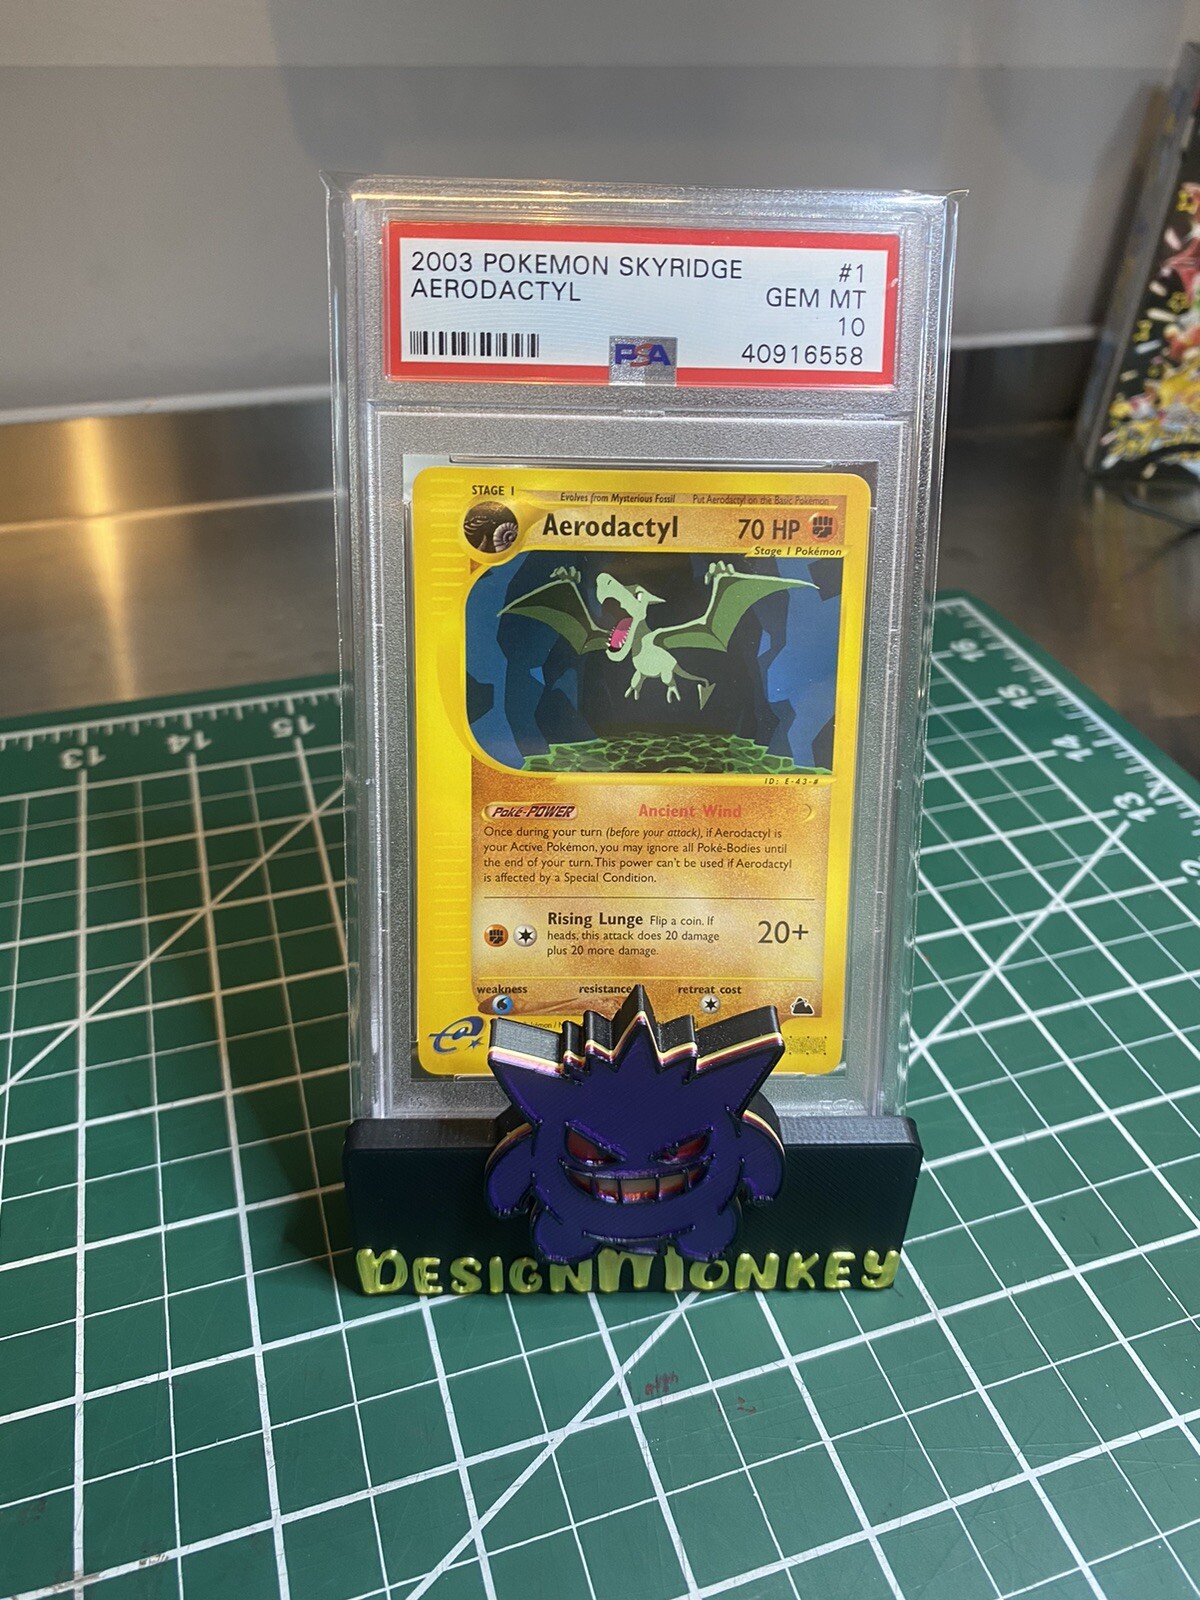 2003 POKEMON SKYRIDGE #1
AERODACTYL GEM MT
10
PSA 40916558
STAGE 1 Evolves from Mysterious Fossil Put Aerodactyl on the Basic Pokémon
Aerodactyl 70 HP
Stage 1 Pokémon
ID: E-43-#
Poké-POWER Ancient Wind
Once during your turn (before your attack), if Aerodactyl is
your Active Pokémon, you may ignore all Poké-Bodies until
the end of your turn. This power can't be used if Aerodactyl
is affected by a Special Condition.
Rising Lunge Flip a coin. If
heads, this attack does 20 damage
plus 20 more damage.
20+
weakness resistance retreat cost
e
DESIGNMONKEY
13 14 15
16 15 14 13 12